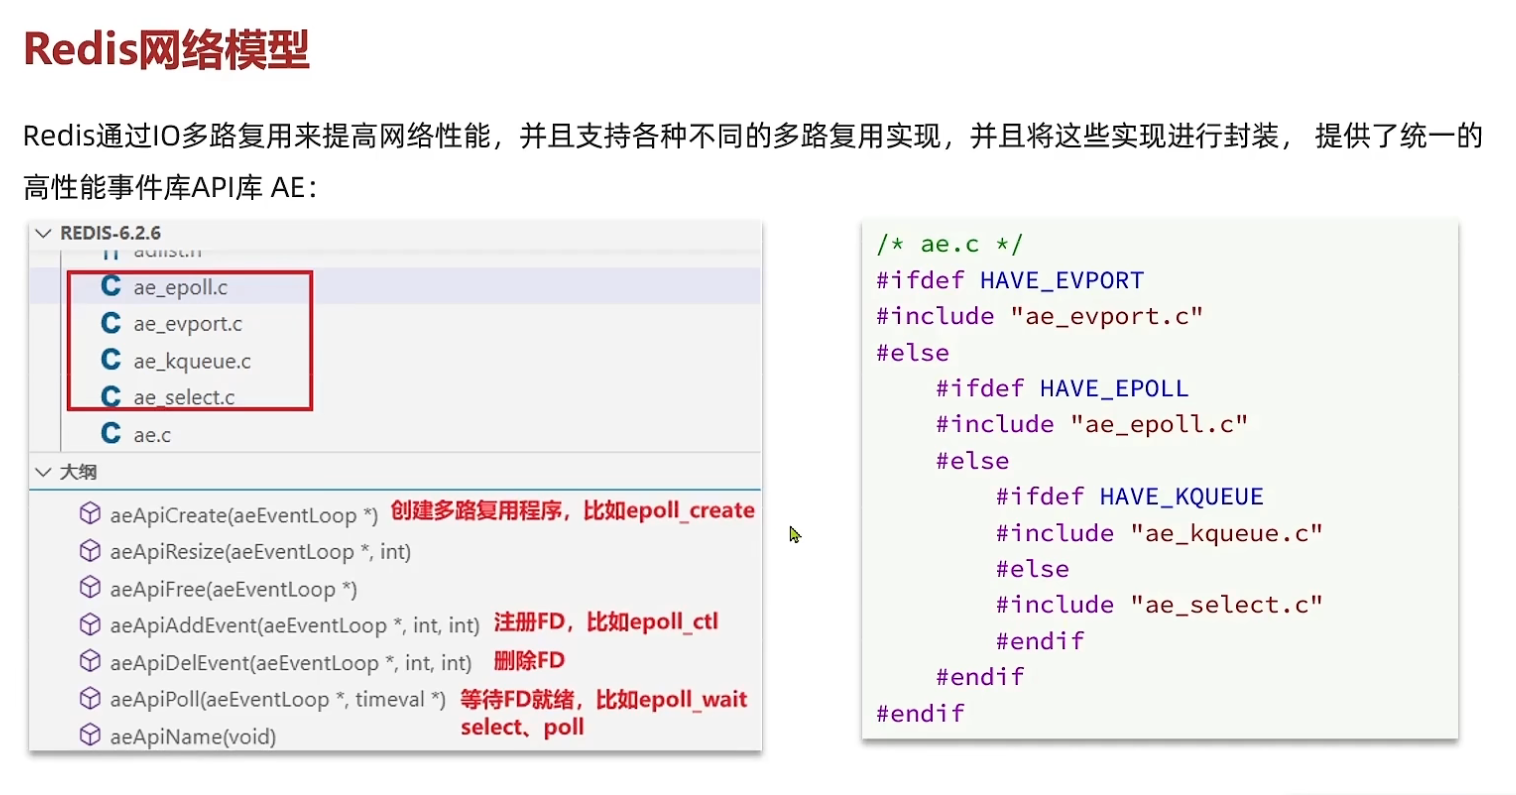 Redis网络模型
Redis通过IO多路复用来提高网络性能，并且支持各种不同的多路复用实现，并且将这些实现进行封装， 提供了统一的
高性能事件库API库 AE：
REDIS-6.2.6
adlist.h
C ae_epoll.c
C ae_evport.c
C ae_kqueue.c
C ae_select.c
C ae.c
大纲
aeApiCreate(aeEventLoop *) 创建多路复用程序，比如epoll_create
aeApiResize(aeEventLoop *, int)
aeApiFree(aeEventLoop *)
aeApiAddEvent(aeEventLoop *, int, int) 注册FD，比如epoll_ctl
aeApiDelEvent(aeEventLoop *, int, int) 删除FD
aeApiPoll(aeEventLoop *, timeval *) 等待FD就绪，比如epoll_wait
select、poll
aeApiName(void)
/* ae.c */
#ifdef HAVE_EVPORT
#include "ae_evport.c"
#else
#ifdef HAVE_EPOLL
#include "ae_epoll.c"
#else
#ifdef HAVE_KQUEUE
#include "ae_kqueue.c"
#else
#include "ae_select.c"
#endif
#endif
#endif